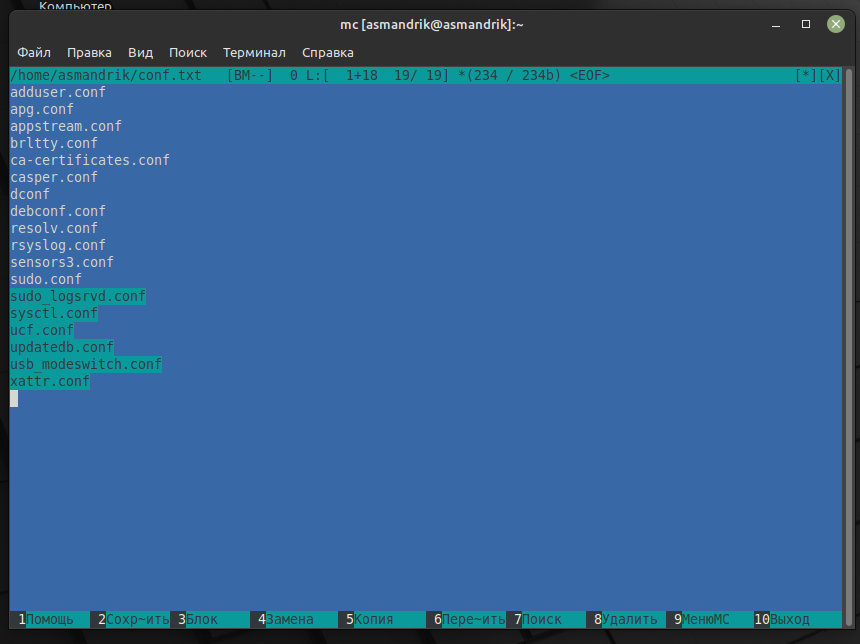 Компьютер
mc [asmandrik@asmandrik]:~
Файл Правка Вид Поиск Терминал Справка
/home/asmandrik/conf.txt [BM--] 0 L:[ 1+18 19/ 19] *(234 / 234b) <EOF> [*][X]
adduser.conf
apg.conf
appstream.conf
brltty.conf
ca-certificates.conf
casper.conf
dconf
debconf.conf
resolv.conf
rsyslog.conf
sensors3.conf
sudo.conf
sudo_logsrvd.conf
sysctl.conf
ucf.conf
updatedb.conf
usb_modeswitch.conf
xattr.conf
1Помощь 2Сохр~ить 3Блок 4Замена 5Копия 6Пере~ить 7Поиск 8Удалить 9МенюMC 10Выход